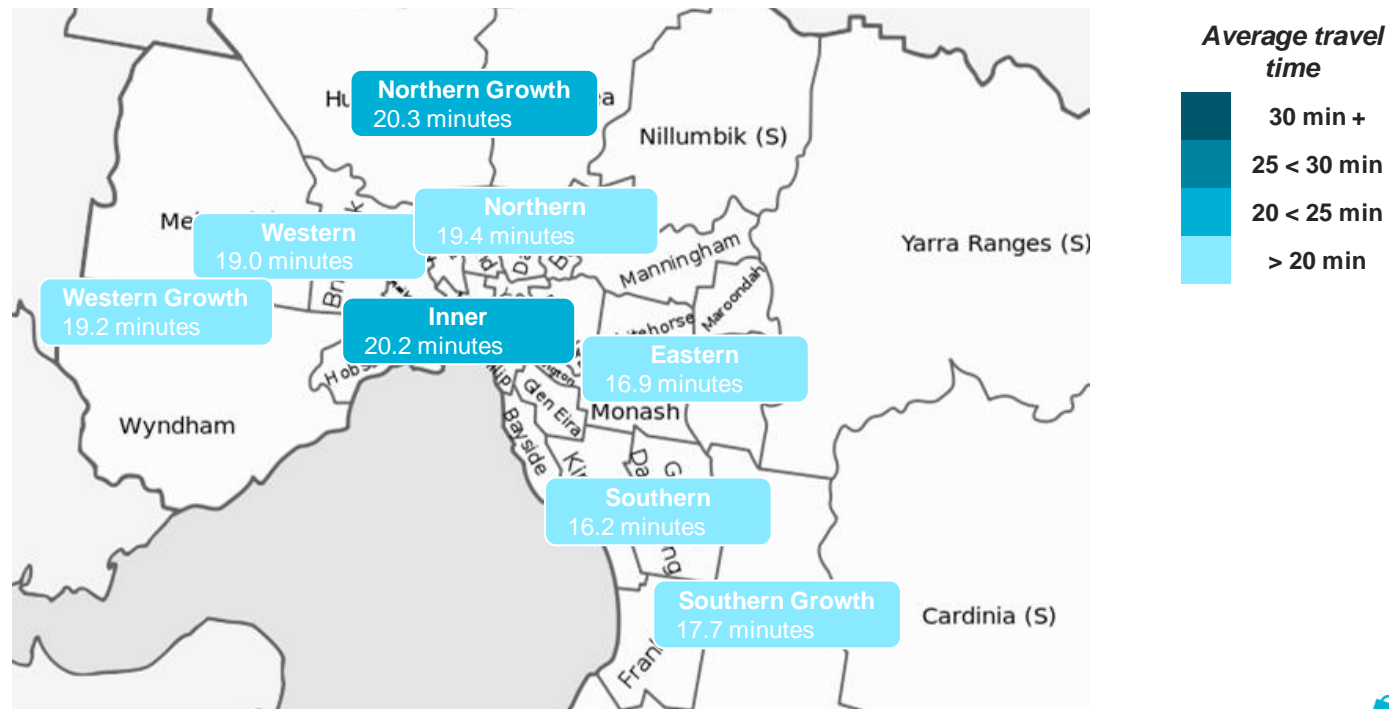 Average travel
time
30 min +
25 < 30 min
20 < 25 min
> 20 min
Northern Growth
20.3 minutes
Nillumbik (S)
Northern
19.4 minutes
Western
19.0 minutes
Manningham
Yarra Ranges (S)
Maroondah
Western Growth
19.2 minutes
Inner
20.2 minutes
Eastern
16.9 minutes
Glen Eira
Monash
Bayside
Wyndham
Southern
16.2 minutes
Southern Growth
17.7 minutes
Cardinia (S)